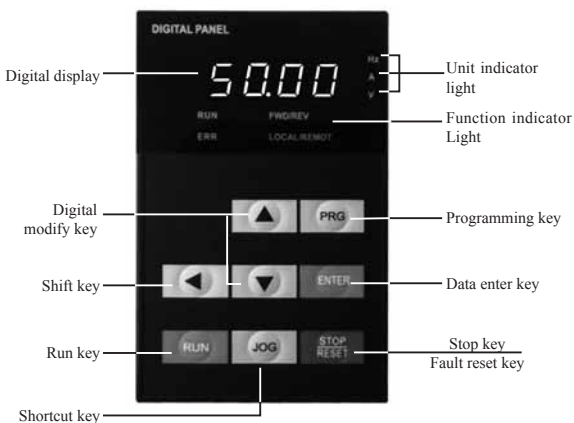 DIGITAL PANEL
Digital display
50.00
Hz
A
V
Unit indicator
light
RUN FWD/REV
ERR LOCAL/REMOT
Function indicator
Light
Digital
modify key
PRG
Programming key
Shift key
ENTER
Data enter key
Run key
RUN
JOG
STOP
RESET
Stop key
Fault reset key
Shortcut key